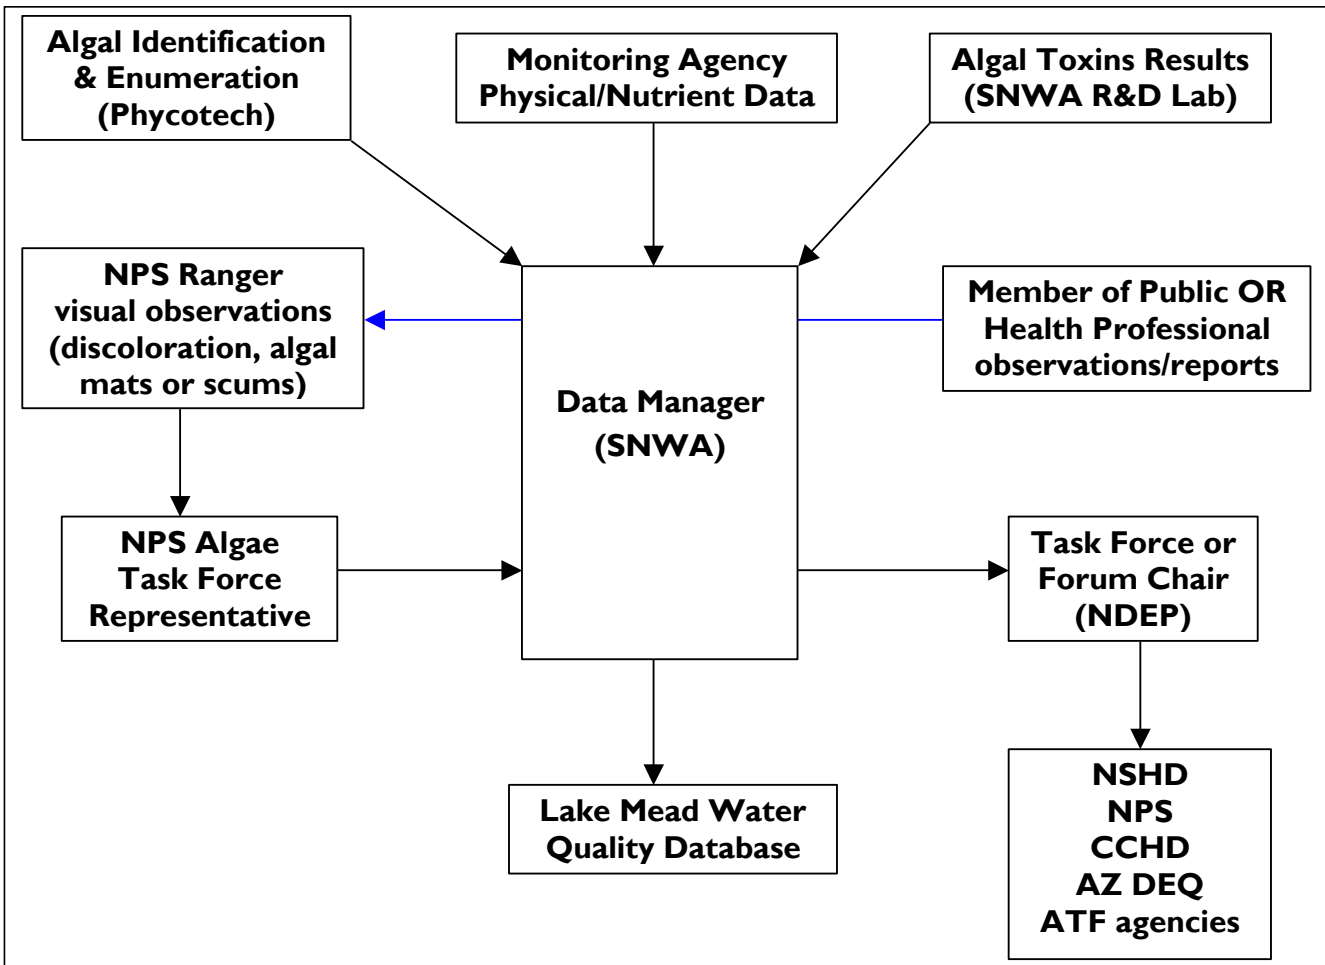 Algal Identification
& Enumeration
(Phycotech)
Monitoring Agency
Physical/Nutrient Data
Algal Toxins Results
(SNWA R&D Lab)
NPS Ranger
visual observations
(discoloration, algal
mats or scums)
Member of Public OR
Health Professional
observations/reports
Data Manager
(SNWA)
NPS Algae
Task Force
Representative
Task Force or
Forum Chair
(NDEP)
Lake Mead Water
Quality Database
NSHD
NPS
CCHD
AZ DEQ
ATF agencies